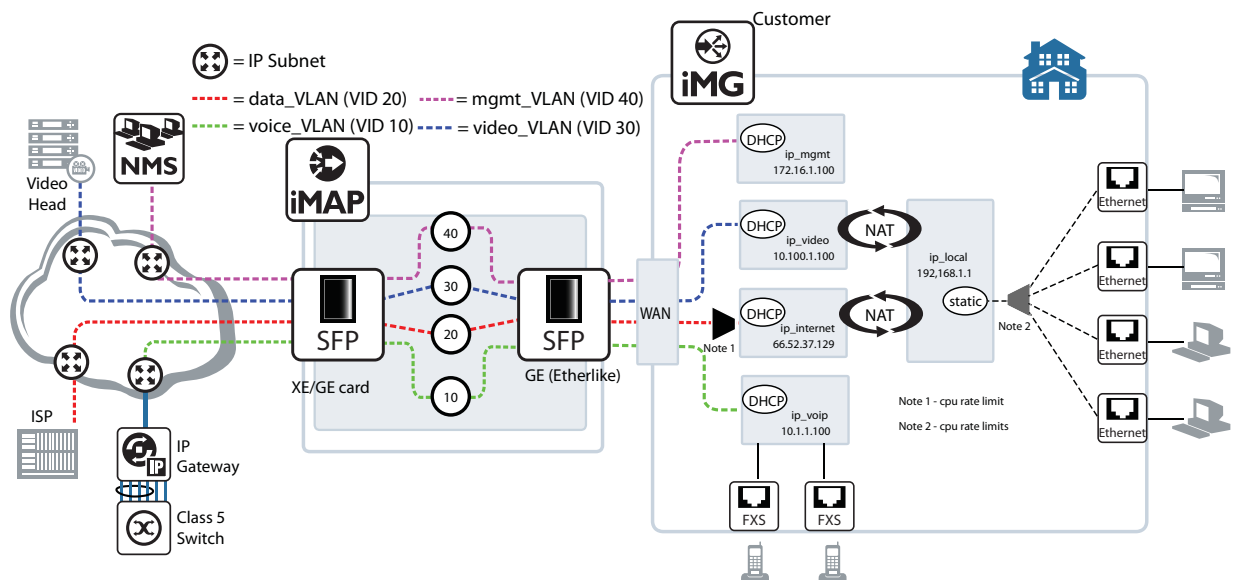 Customer
iMG
= IP Subnet
= data_VLAN (VID 20)
= mgmt_VLAN (VID 40)
= voice_VLAN (VID 10)
= video_VLAN (VID 30)
NMS
Video
Head
iMAP
40
30
20
10
SFP
XE/GE card
SFP
GE (Etherlike)
WAN
DHCP
ip_mgmt
172.16.1.100
DHCP
ip_video
10.100.1.100
NAT
DHCP
ip_internet
66.52.37.129
NAT
Note 1
DHCP
ip_voip
10.1.1.100
ip_local
192,168.1.1
static
Note 2
Ethernet
Ethernet
Ethernet
Ethernet
Note 1 - cpu rate limit
Note 2 - cpu rate limits
FXS
FXS
ISP
IP
IP
Gateway
Class 5
Switch